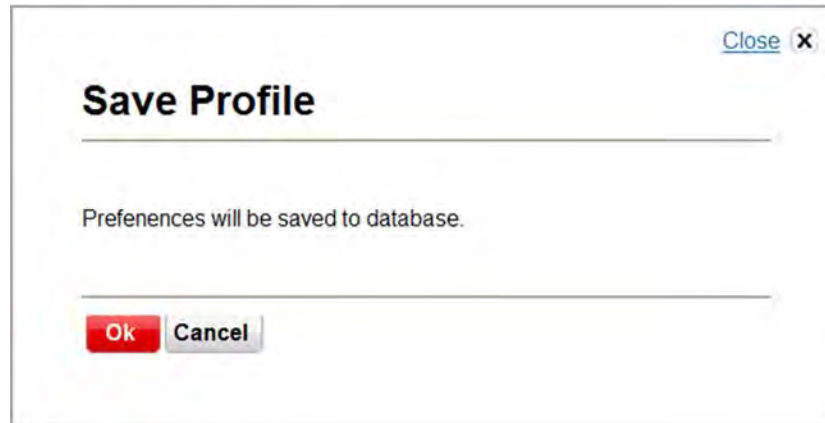 Close
Save Profile
Prefenences will be saved to database.
Ok Cancel